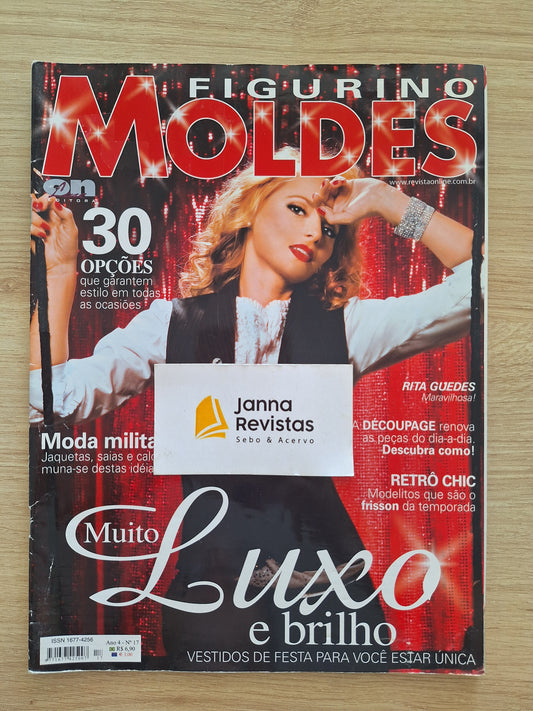 FIGURINO
MOLDES
www.revistaonline.com.br
on
EDITORA
30
OPÇÕES
que garantem
estilo em todas
as ocasiões
Janna
Revistas
Sebo & Acervo
RITA GUEDES
Maravilhosa!
A DÉCOUPAGE renova
as peças do dia-a-dia.
Descubra como!
Moda milita
Jaquetas, saias e calç
muna-se destas idéia
RETRÔ CHIC
Modelitos que são o
frisson da temporada
Muito
Luxo
e brilho
VESTIDOS DE FESTA PARA VOCÊ ESTAR ÚNICA
ISSN 1677-4256
Ano 4 - Nº 17
R$ 6,90